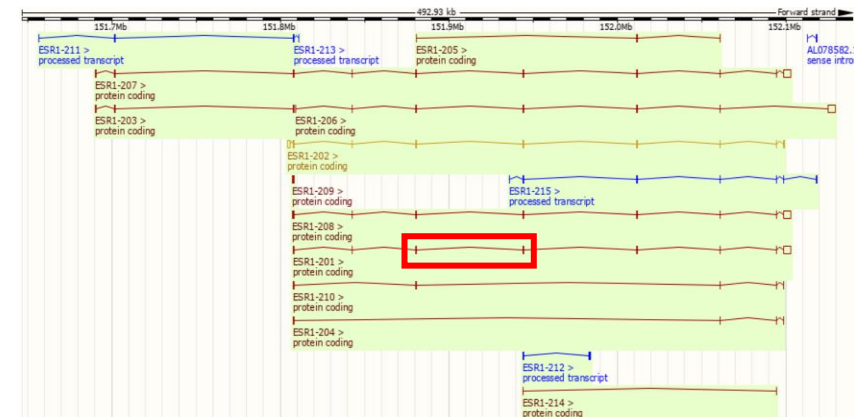 492.93 kb Forward strand
151.7Mb 151.8Mb 151.9Mb 152.0Mb 152.1Mb
ESR1-211 > ESR1-213 > ESR1-205 > AL078582.
processed transcript processed transcript protein coding sense intro
ESR1-207 >
protein coding
ESR1-203 > ESR1-206 >
protein coding protein coding
ESR1-202 >
protein coding
ESR1-209 > ESR1-215 >
protein coding processed transcript
ESR1-208 >
protein coding
ESR1-201 >
protein coding
ESR1-210 >
protein coding
ESR1-204 >
protein coding
ESR1-212 >
processed transcript
ESR1-214 >
protein coding